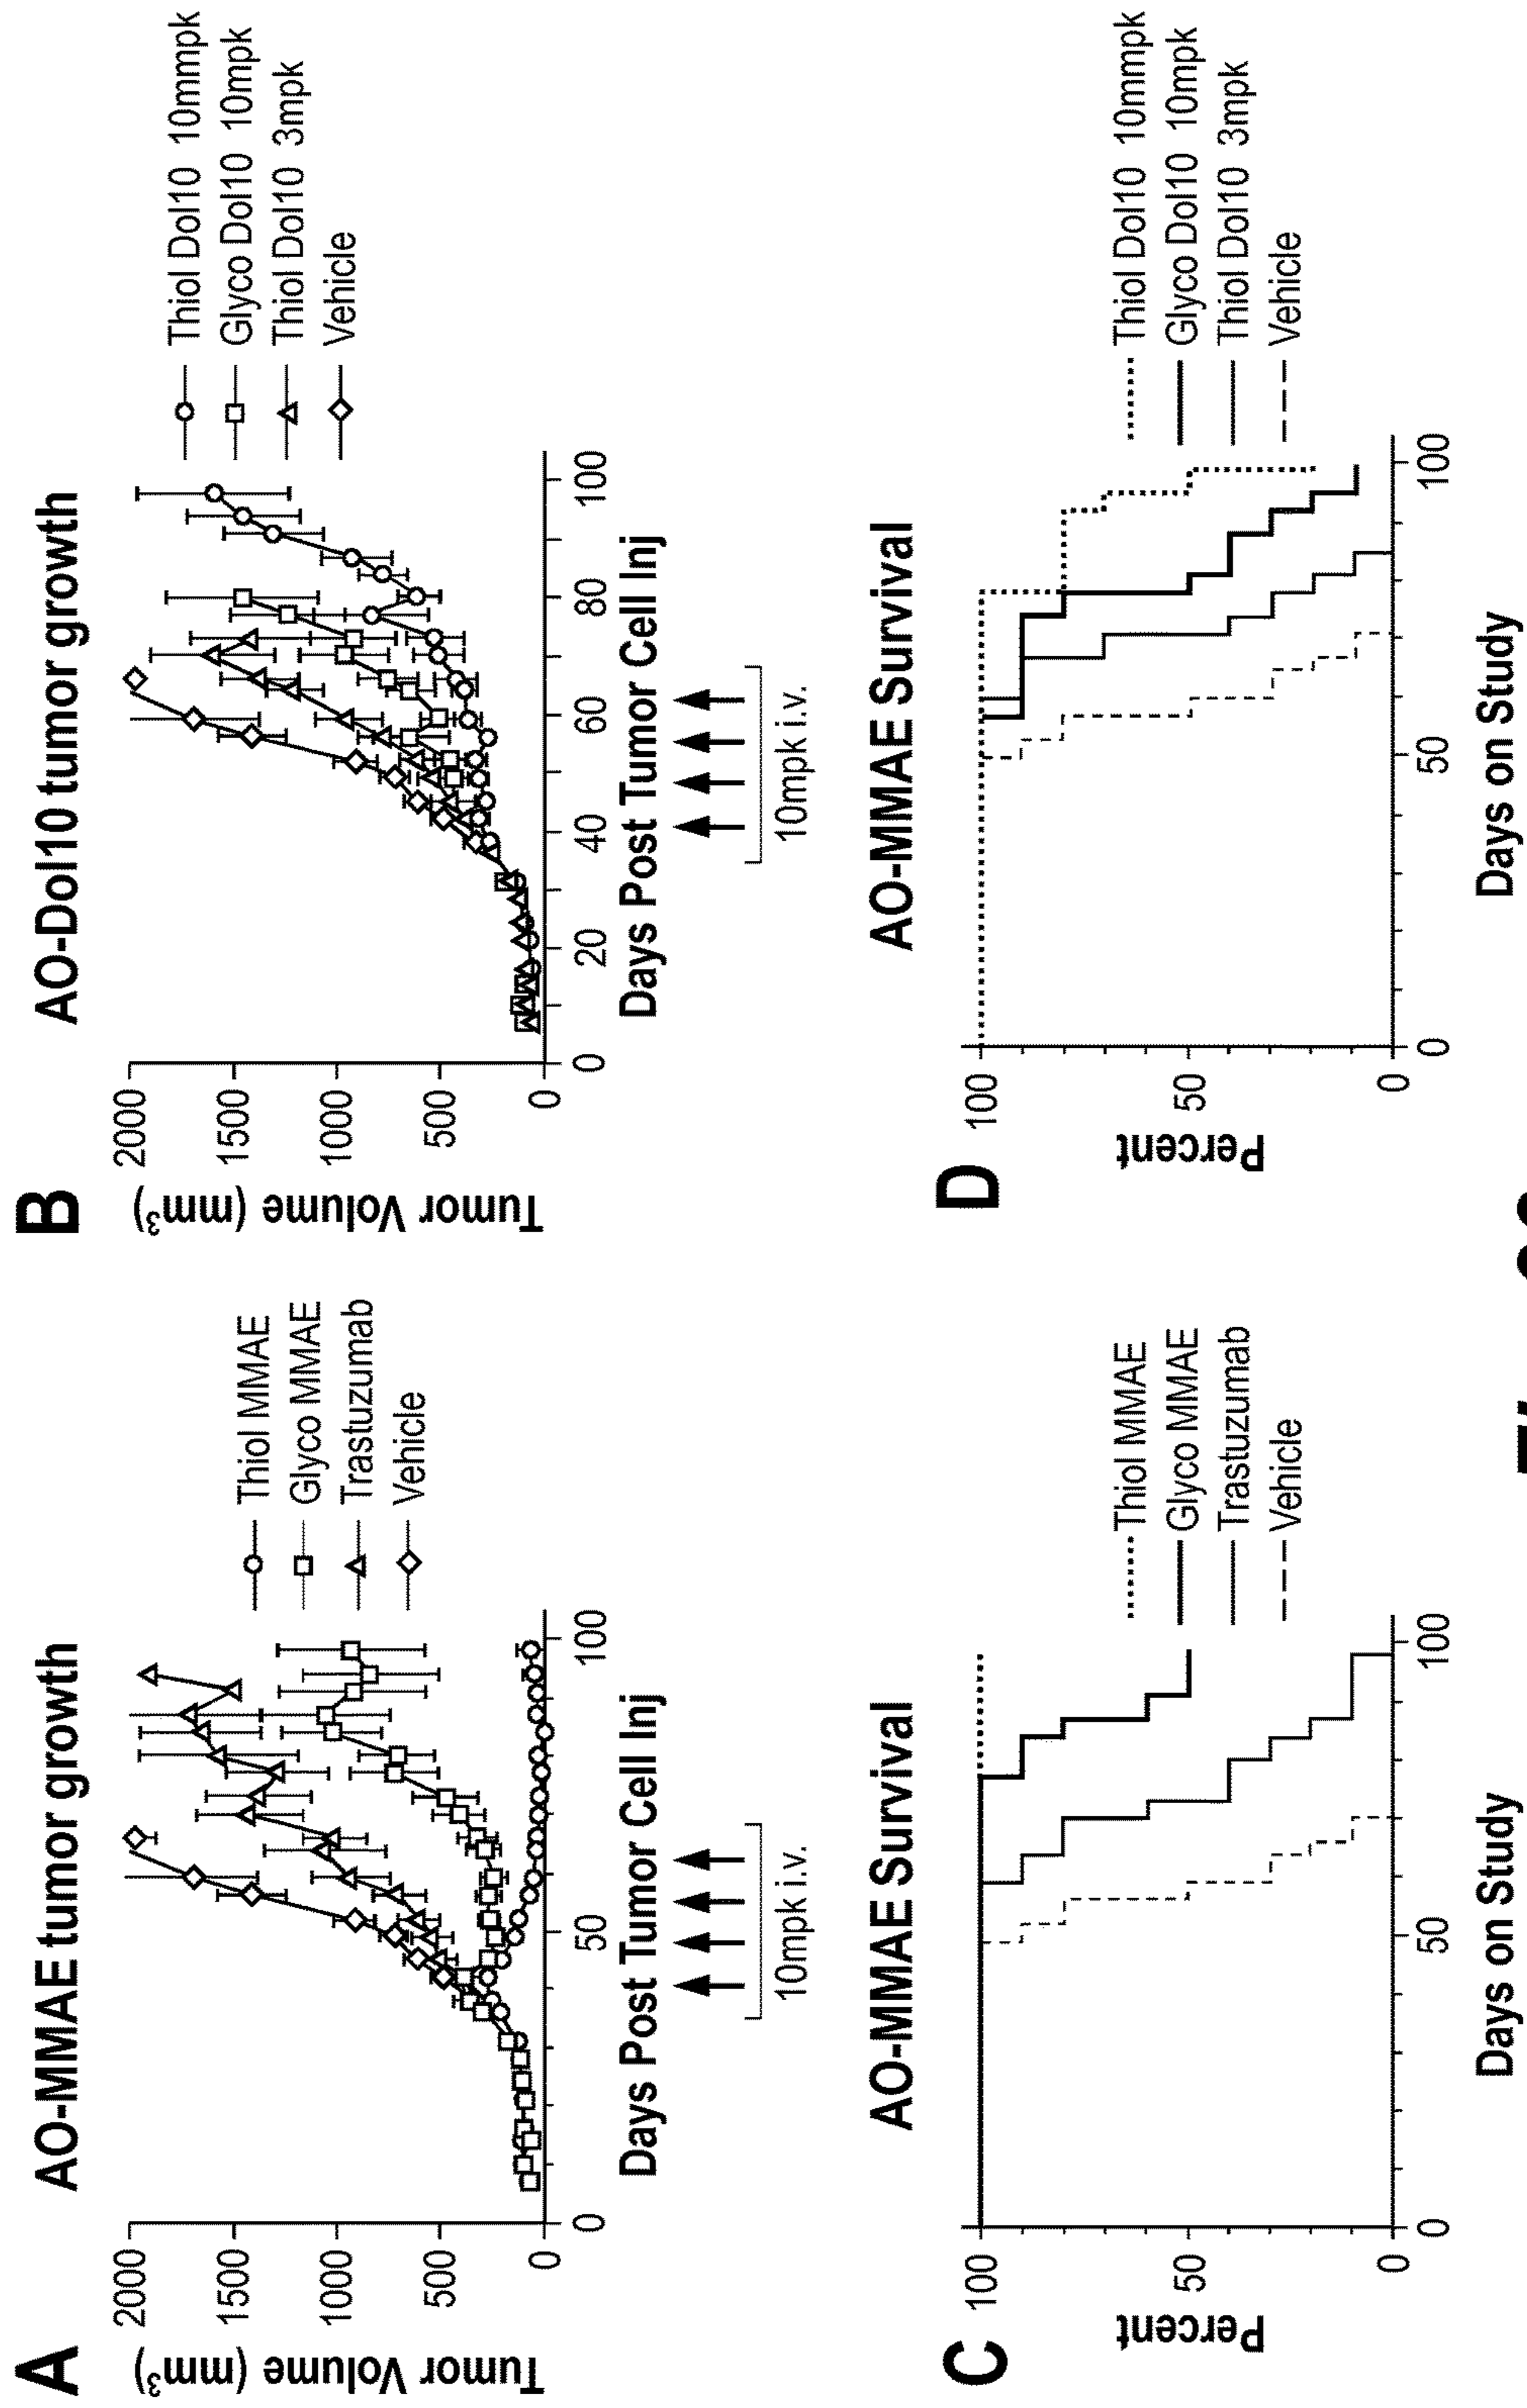 A
AO-MMAE tumor growth
Tumor Volume (mm³)
2000
1500
1000
500
0
0
50
100
Days Post Tumor Cell Inj
10mpk i.v.
Thiol MMAE
Glyco MMAE
Trastuzumab
Vehicle
B
AO-Dol10 tumor growth
Tumor Volume (mm³)
2000
1500
1000
500
0
0
20
40
60
80
100
Days Post Tumor Cell Inj
10mpk i.v.
Thiol Dol10 10mmpk
Glyco Dol10 10mpk
Thiol Dol10 3mpk
Vehicle
C
AO-MMAE Survival
Percent
100
50
0
0
50
100
Days on Study
Thiol MMAE
Glyco MMAE
Trastuzumab
Vehicle
D
AO-MMAE Survival
Percent
100
50
0
0
50
100
Days on Study
Thiol Dol10 10mmpk
Glyco Dol10 10mpk
Thiol Dol10 3mpk
Vehicle